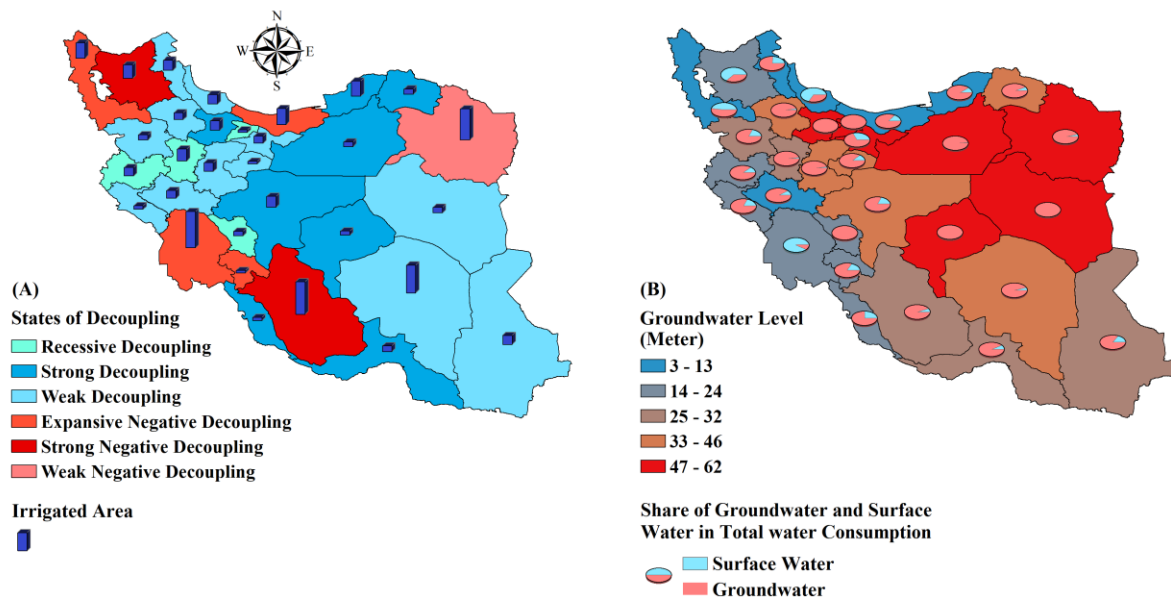 N
W E
S
(A)
States of Decoupling
Recessive Decoupling
Strong Decoupling
Weak Decoupling
Expansive Negative Decoupling
Strong Negative Decoupling
Weak Negative Decoupling
Irrigated Area
(B)
Groundwater Level
(Meter)
3 - 13
14 - 24
25 - 32
33 - 46
47 - 62
Share of Groundwater and Surface
Water in Total water Consumption
Surface Water
Groundwater